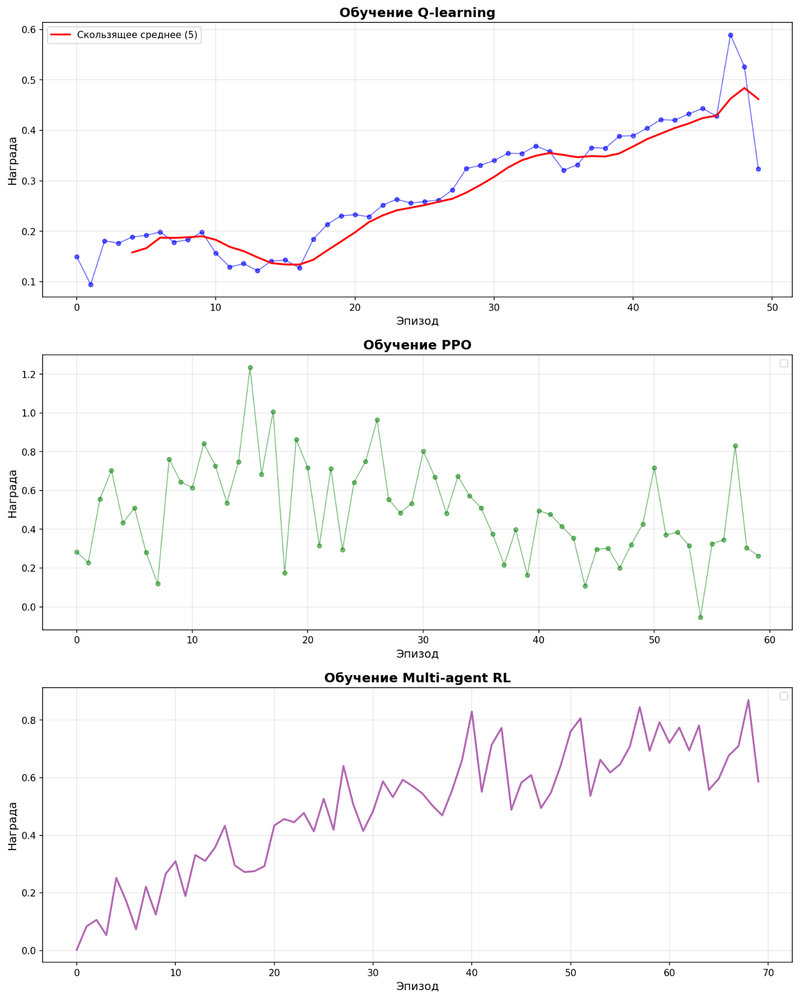 Обучение Q-learning
Скользящее среднее (5)
Награда
0.6
0.5
0.4
0.3
0.2
0.1
0 10 20 30 40 50
Эпизод
Обучение PPO
Награда
1.2
1.0
0.8
0.6
0.4
0.2
0.0
0 10 20 30 40 50 60
Эпизод
Обучение Multi-agent RL
Награда
0.8
0.6
0.4
0.2
0.0
0 10 20 30 40 50 60 70
Эпизод